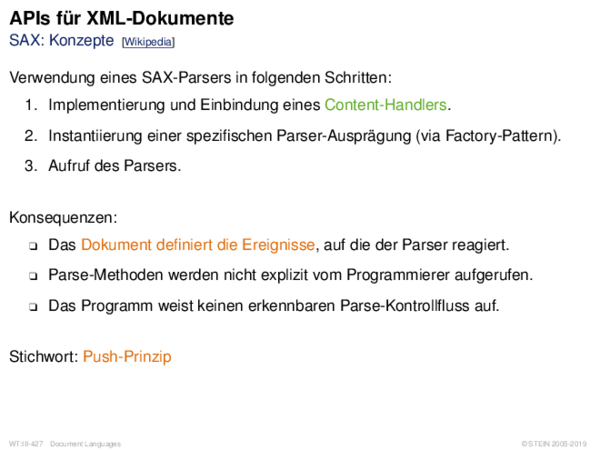 APIs für XML-Dokumente
SAX: Konzepte [Wikipedia]
Verwendung eines SAX-Parsers in folgenden Schritten:
1. Implementierung und Einbindung eines Content-Handlers.
2. Instantiierung einer spezifischen Parser-Ausprägung (via Factory-Pattern).
3. Aufruf des Parsers.
Konsequenzen:
❑ Das Dokument definiert die Ereignisse, auf die der Parser reagiert.
❑ Parse-Methoden werden nicht explizit vom Programmierer aufgerufen.
❑ Das Programm weist keinen erkennbaren Parse-Kontrollfluss auf.
Stichwort: Push-Prinzip
WT:III-427 Document Languages © STEIN 2005-2019